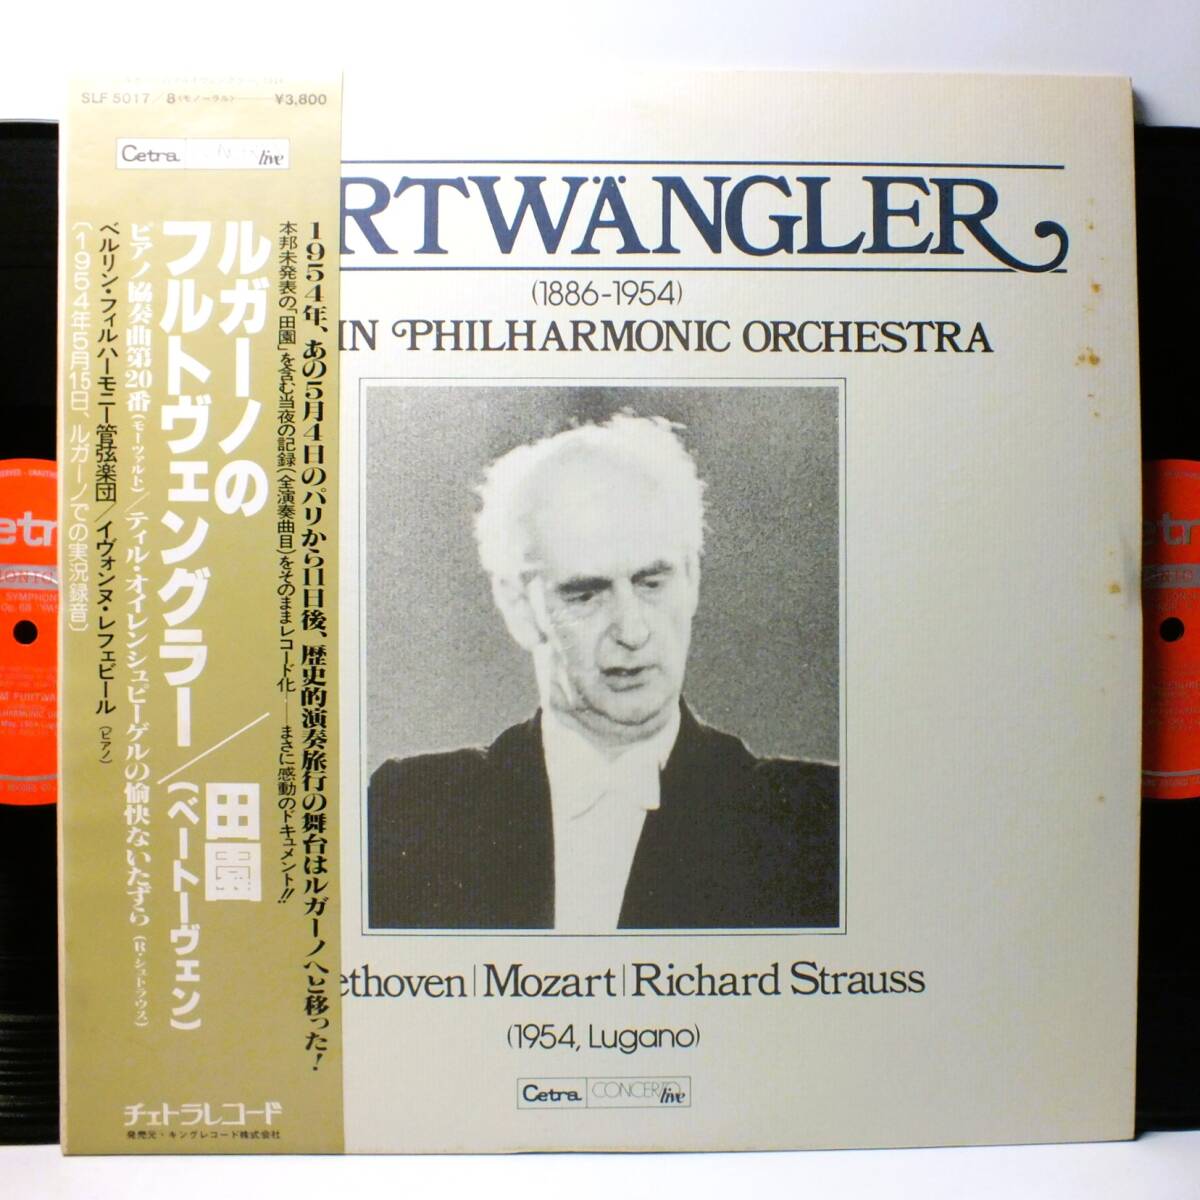 SLF 5017/8〈モノーラル〉 ¥3,800
Cetra live
1954年、あの5月4日のパリから11日後、歴史的演奏旅行の舞台はルガーノへと移った!
本邦未発表の「田園」を含む当夜の記録(全演奏曲目)をそのままレコード化——まさに感動のドキュメント!!
ルガーノの
フルトヴェングラー/田園(ベートーヴェン)
ピアノ協奏曲第20番(モーツァルト)/ティル・オイレンシュピーゲルの愉快ないたずら(R・シュトラウス)
ベルリン・フィルハーモニー管弦楽団/イヴォンヌ・レフェビール(ピアノ)
(1954年5月15日、ルガーノでの実況録音)
チェトラレコード
発売元・キングレコード株式会社
RTWÄNGLER
(1886-1954)
IN PHILHARMONIC ORCHESTRA
ethoven|Mozart|Richard Strauss
(1954, Lugano)
Cetra CONCERTO live
etr
SYMPHON
Op. 68